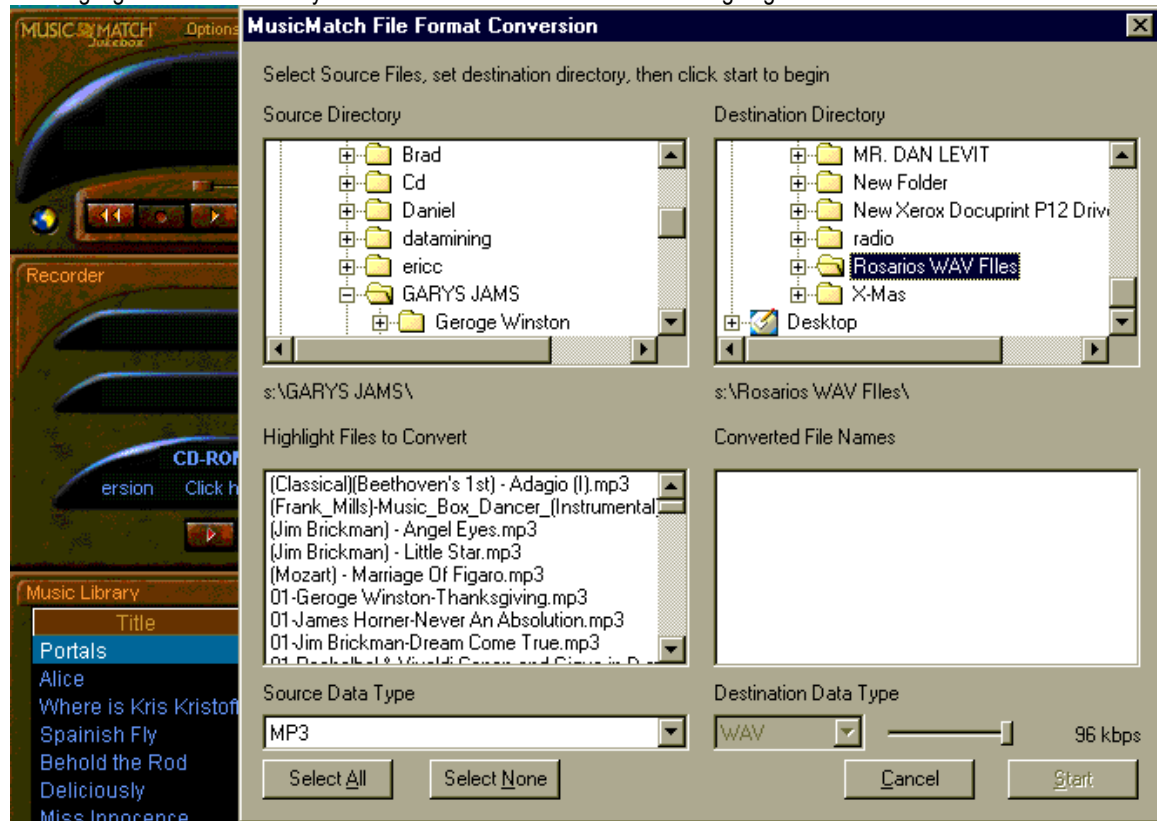 MUSICMATCH
Jukebox
Options
MusicMatch File Format Conversion
Select Source Files, set destination directory, then click start to begin
Source Directory
Destination Directory
Brad
Cd
Daniel
datamining
ericc
GARYS JAMS
Geroge Winston
MR. DAN LEVIT
New Folder
New Xerox Docuprint P12 Driv
radio
Rosarios WAV FIles
X-Mas
Desktop
s:\GARYS JAMS\
s:\Rosarios WAV FIles\
Highlight Files to Convert
Converted File Names
(Classical)(Beethoven's 1st) - Adagio (I).mp3
(Frank_Mills)-Music_Box_Dancer_(Instrumental)
(Jim Brickman) - Angel Eyes.mp3
(Jim Brickman) - Little Star.mp3
(Mozart) - Marriage Of Figaro.mp3
01-Geroge Winston-Thanksgiving.mp3
01-James Horner-Never An Absolution.mp3
01-Jim Brickman-Dream Come True.mp3
Source Data Type
Destination Data Type
MP3
WAV
96 kbps
Select All
Select None
Cancel
Start
Recorder
CD-ROM
ersion
Click h
Music Library
Title
Portals
Alice
Where is Kris Kristoff
Spainish Fly
Behold the Rod
Deliciously
Miss Innocence